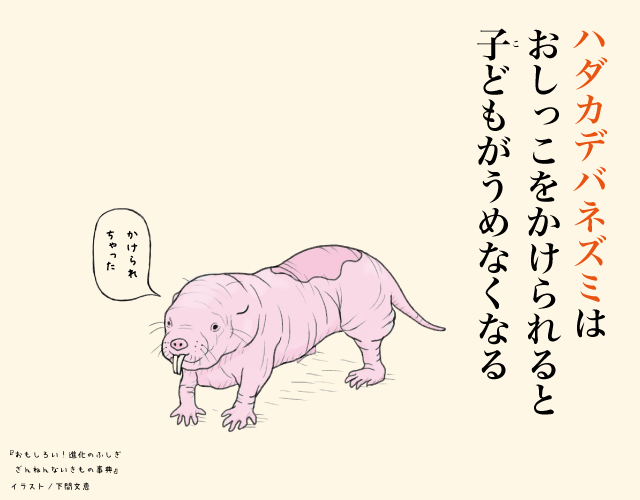 ハダカデバネズミは
おしっこをかけられると
子どもがうめなくなる
こ
かけられ
ちゃった
『おもしろい!進化のふしぎ
ざんねんないきもの事典』
イラスト/下間文恵